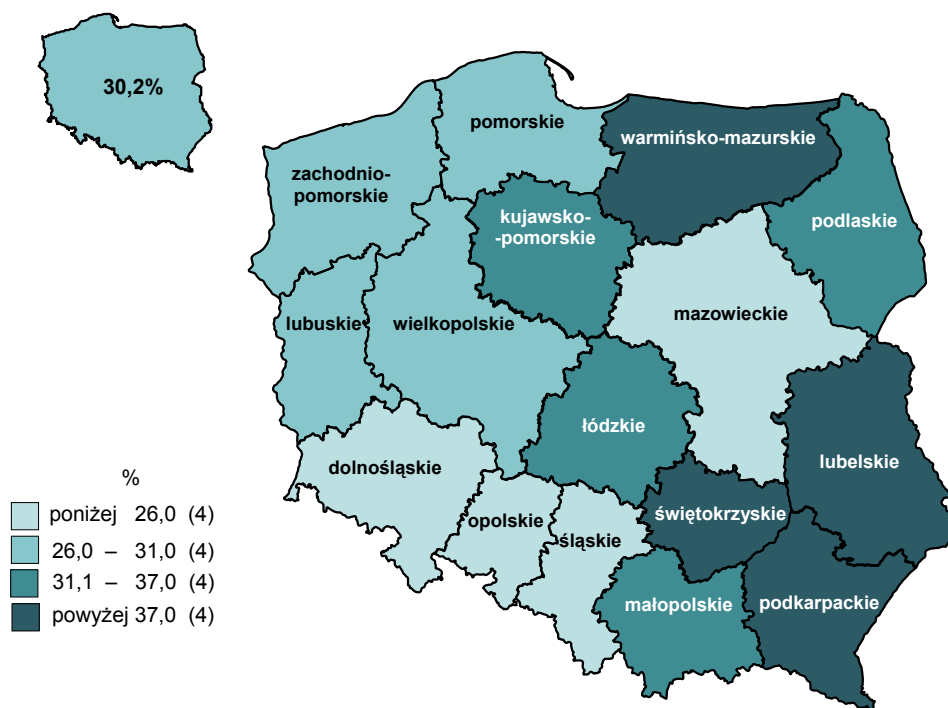 30,2%
pomorskie
warmińsko-mazurskie
zachodnio-
pomorskie
kujawsko-
-pomorskie
podlaskie
lubuskie
wielkopolskie
mazowieckie
łódzkie
dolnośląskie
lubelskie
opolskie
świętokrzyskie
śląskie
małopolskie
podkarpackie
%
poniżej 26,0 (4)
26,0 – 31,0 (4)
31,1 – 37,0 (4)
powyżej 37,0 (4)